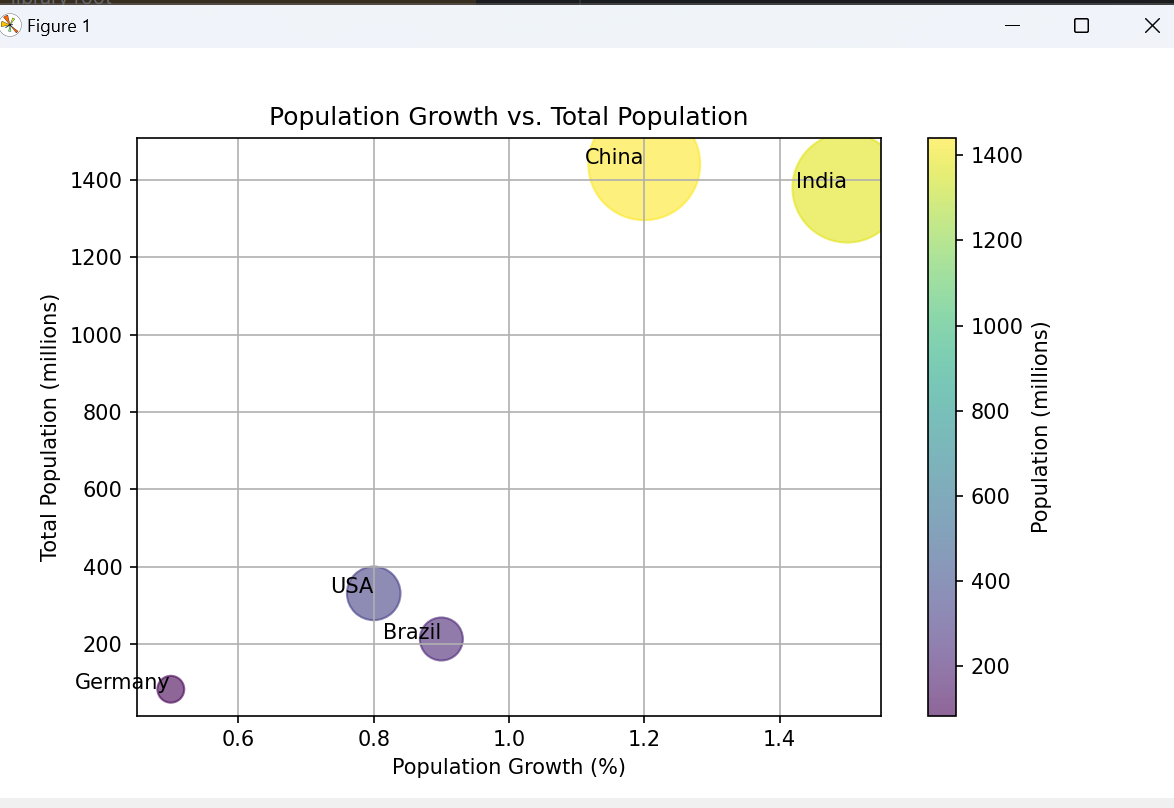 library root
Figure 1
Population Growth vs. Total Population
China
India
1400
1200
1000
800
600
400
200
Total Population (millions)
USA
Brazil
Germany
0.6
0.8
1.0
1.2
1.4
Population Growth (%)
1400
1200
1000
800
600
400
200
Population (millions)